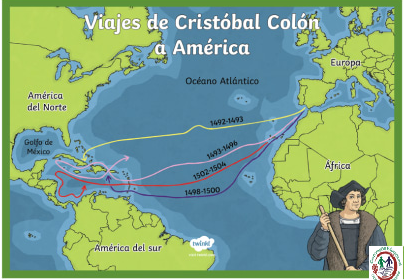 Viajes de Cristóbal Colón
a América
Océano Atlántico
Europa
América
del Norte
Golfo de
México
1492-1493
1493-1496
1502-1504
1498-1500
África
América del sur
twinkl